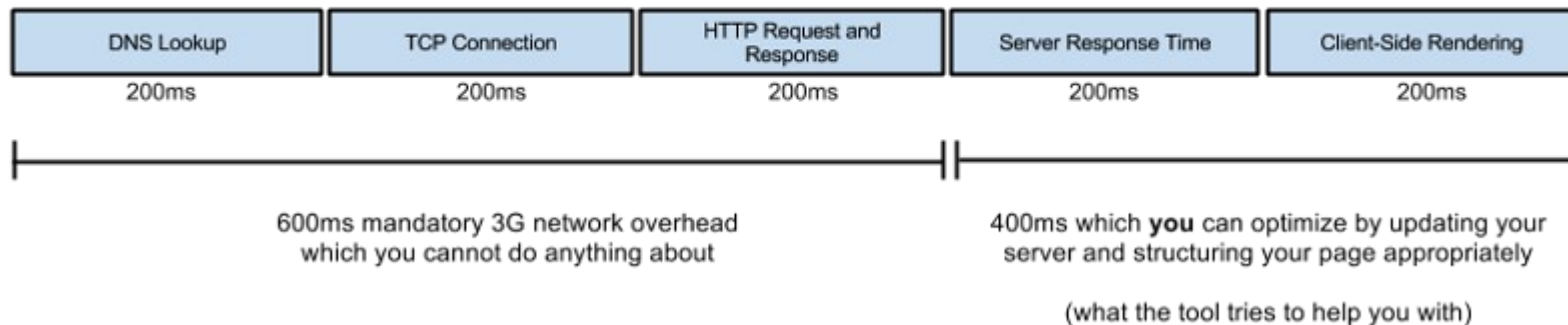 DNS Lookup
TCP Connection
HTTP Request and
Response
Server Response Time
Client-Side Rendering
200ms
200ms
200ms
200ms
200ms
600ms mandatory 3G network overhead
which you cannot do anything about
400ms which you can optimize by updating your
server and structuring your page appropriately
(what the tool tries to help you with)